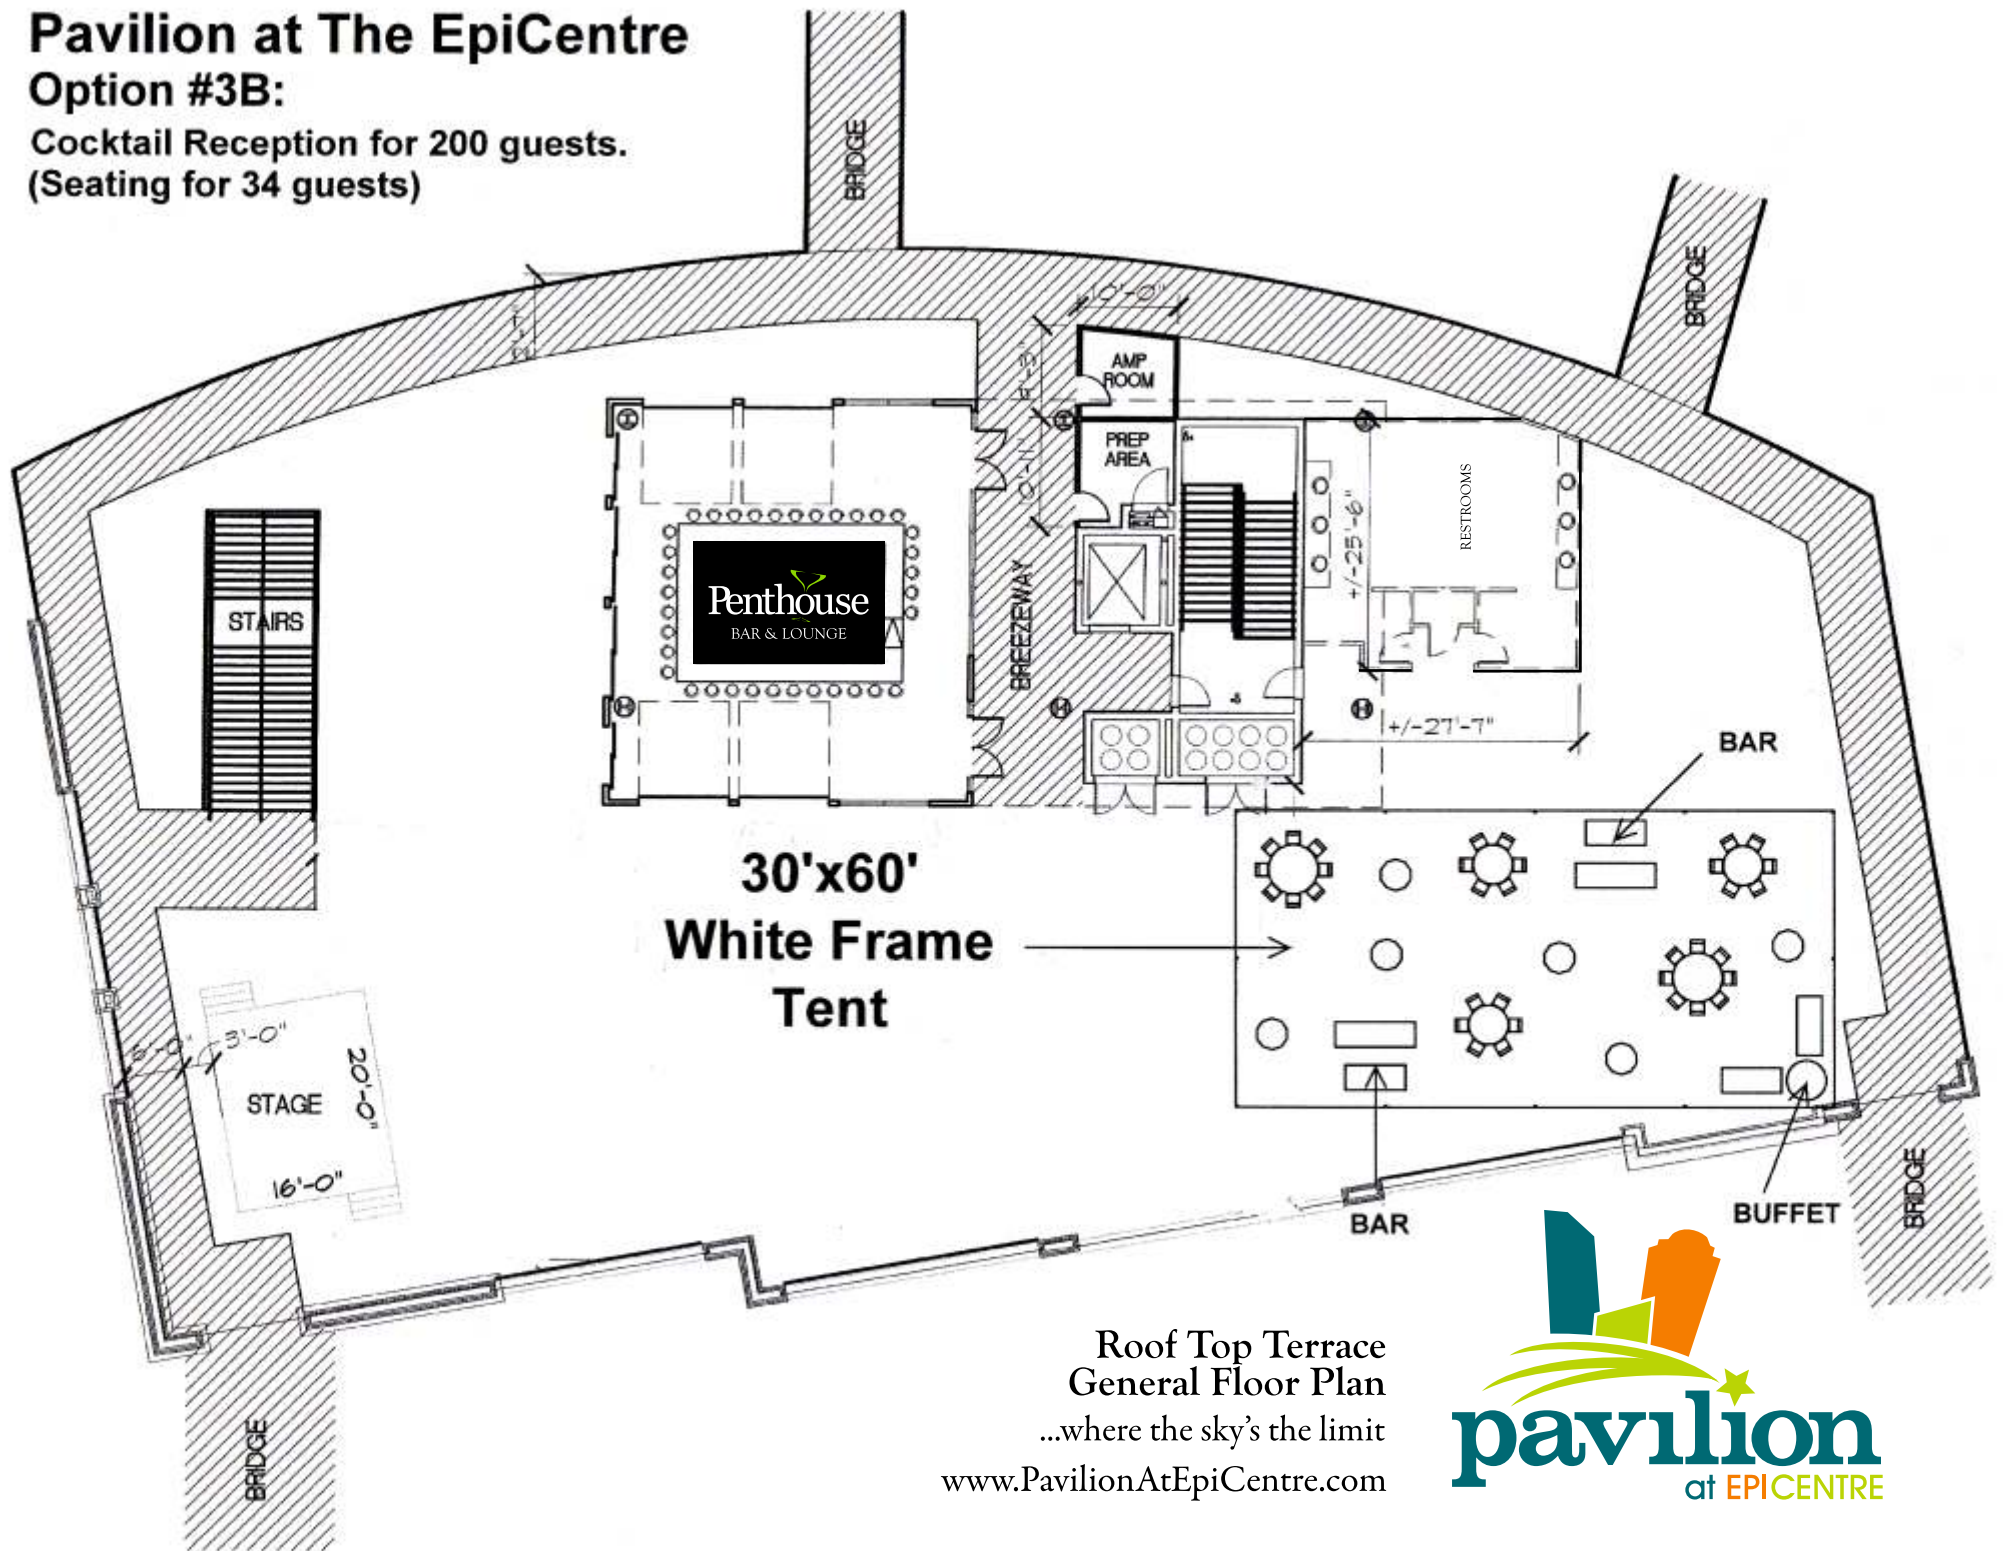 Pavilion at The EpiCentre
Option #3B:
Cocktail Reception for 200 guests.
(Seating for 34 guests)
BRIDGE
BRIDGE
10'-0"
AMP
ROOM
PREP
AREA
RESTROOMS
+/-25'-6"
BREEZEWAY
STAIRS
Penthouse
BAR & LOUNGE
+/-27'-7"
BAR
30'x60'
White Frame
Tent
6'-0"
3'-0"
20'-0"
STAGE
16'-0"
BAR
BUFFET
BRIDGE
BRIDGE
Roof Top Terrace
General Floor Plan
...where the sky's the limit
www.PavilionAtEpiCentre.com
pavilion
at EPICENTRE